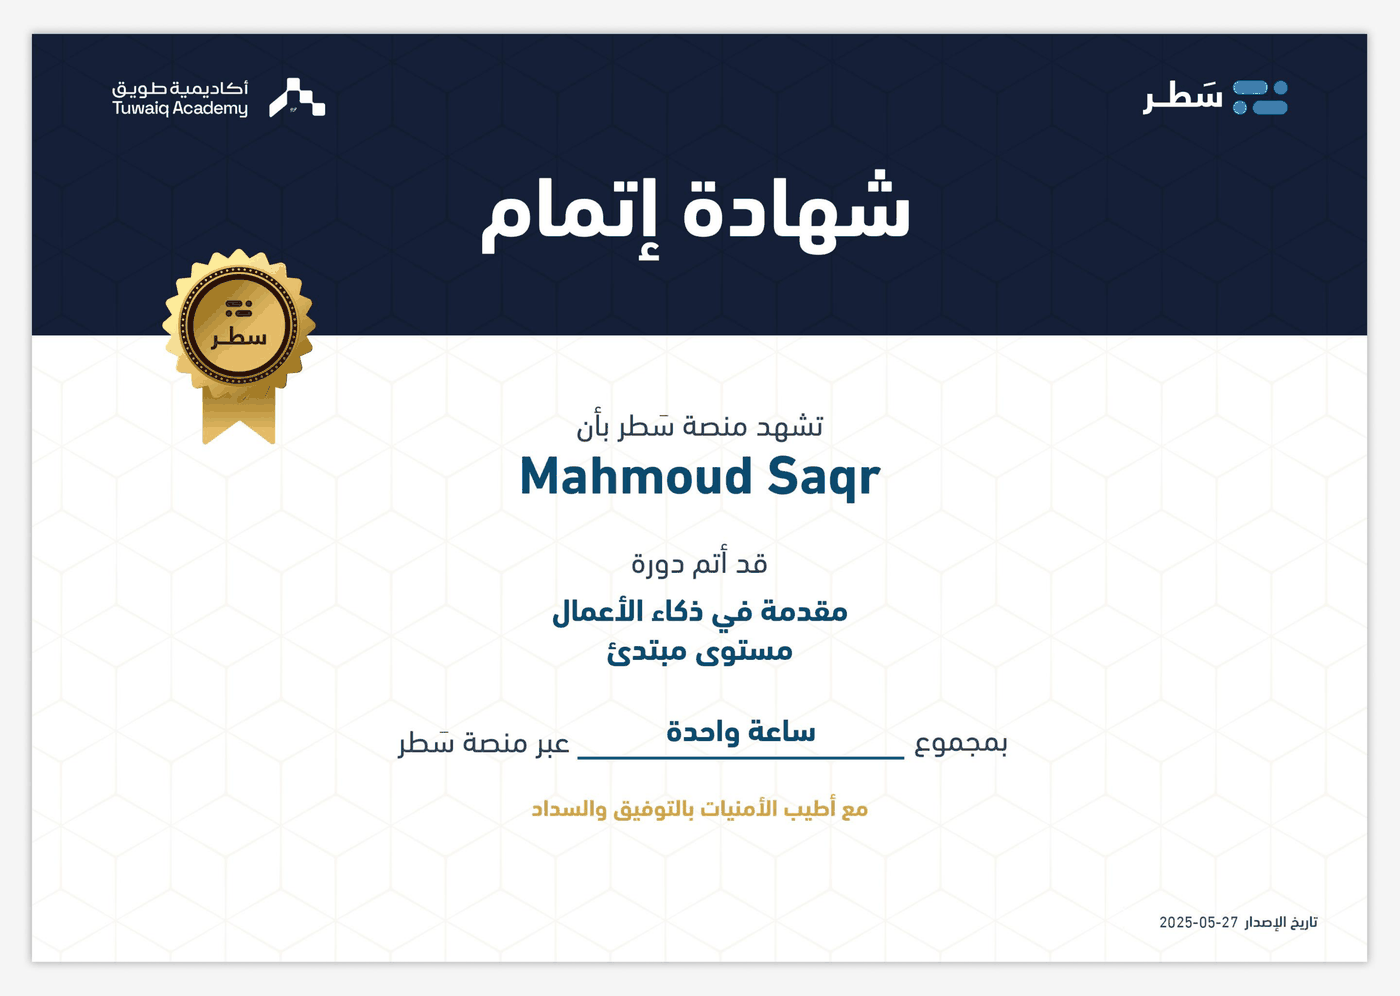 سَطر
أكاديمية طويق
Tuwaiq Academy
شهادة إتمام
سطر
تشهد منصة سَطر بأن
Mahmoud Saqr
قد أتم دورة
مقدمة في ذكاء الأعمال
مستوى مبتدئ
بمجموع ساعة واحدة عبر منصة سَطر
مع أطيب الأمنيات بالتوفيق والسداد
تاريخ الإصدار 2025-05-27